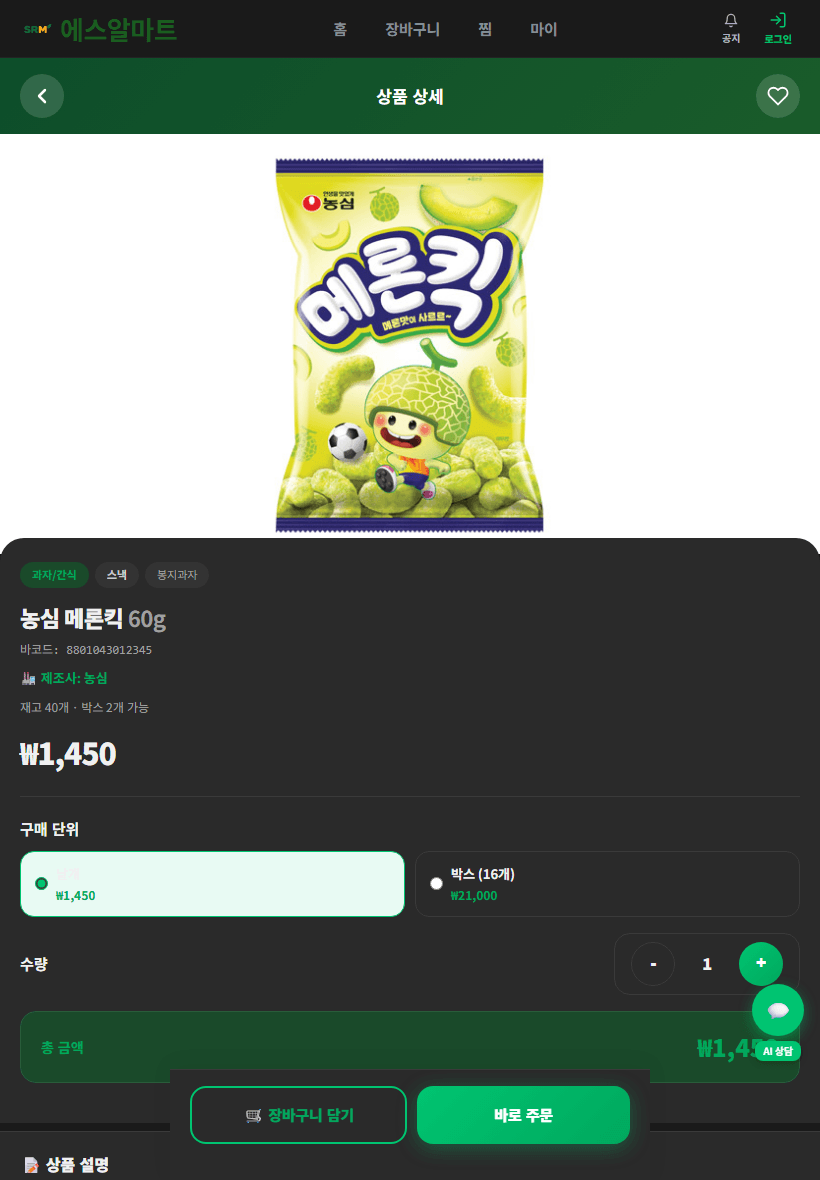 SRM 에스알마트
홈 장바구니 찜 마이
공지
로그인
상품 상세
인생을 맛있게
농심
메론킥
메론맛이 사르르~
과자/간식 스낵 봉지과자
농심 메론킥 60g
바코드: 8801043012345
제조사: 농심
재고 40개 · 박스 2개 가능
₩1,450
구매 단위
₩1,450
박스 (16개)
₩21,000
수량
- 1 +
총 금액
₩1,45
AI 상담
장바구니 담기
바로 주문
상품 설명